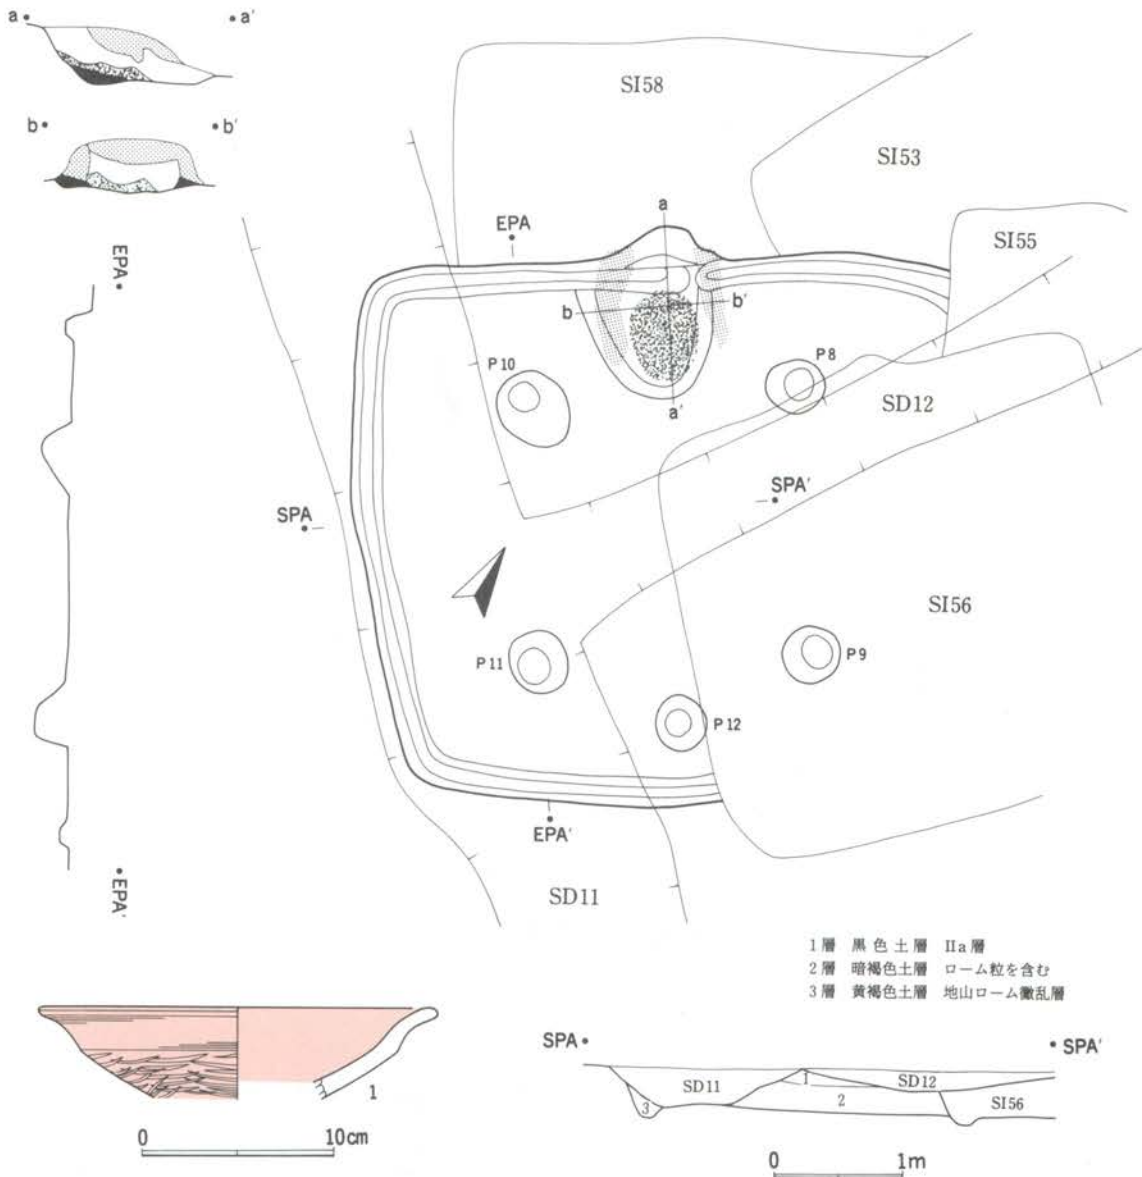 a a'
b b'
EPA
EPA'
SI58
SI53
SI55
EPA
a
b b'
a'
P10
P8
SD12
SPA
SPA'
SI56
P11
P9
P12
EPA'
SD11
1層 黒色土層 IIa層
2層 暗褐色土層 ローム粒を含む
3層 黄褐色土層 地山ローム黴乱層
SPA SPA'
SD11 1 SD12
3 2 SI56
1
0 10cm
0 1m